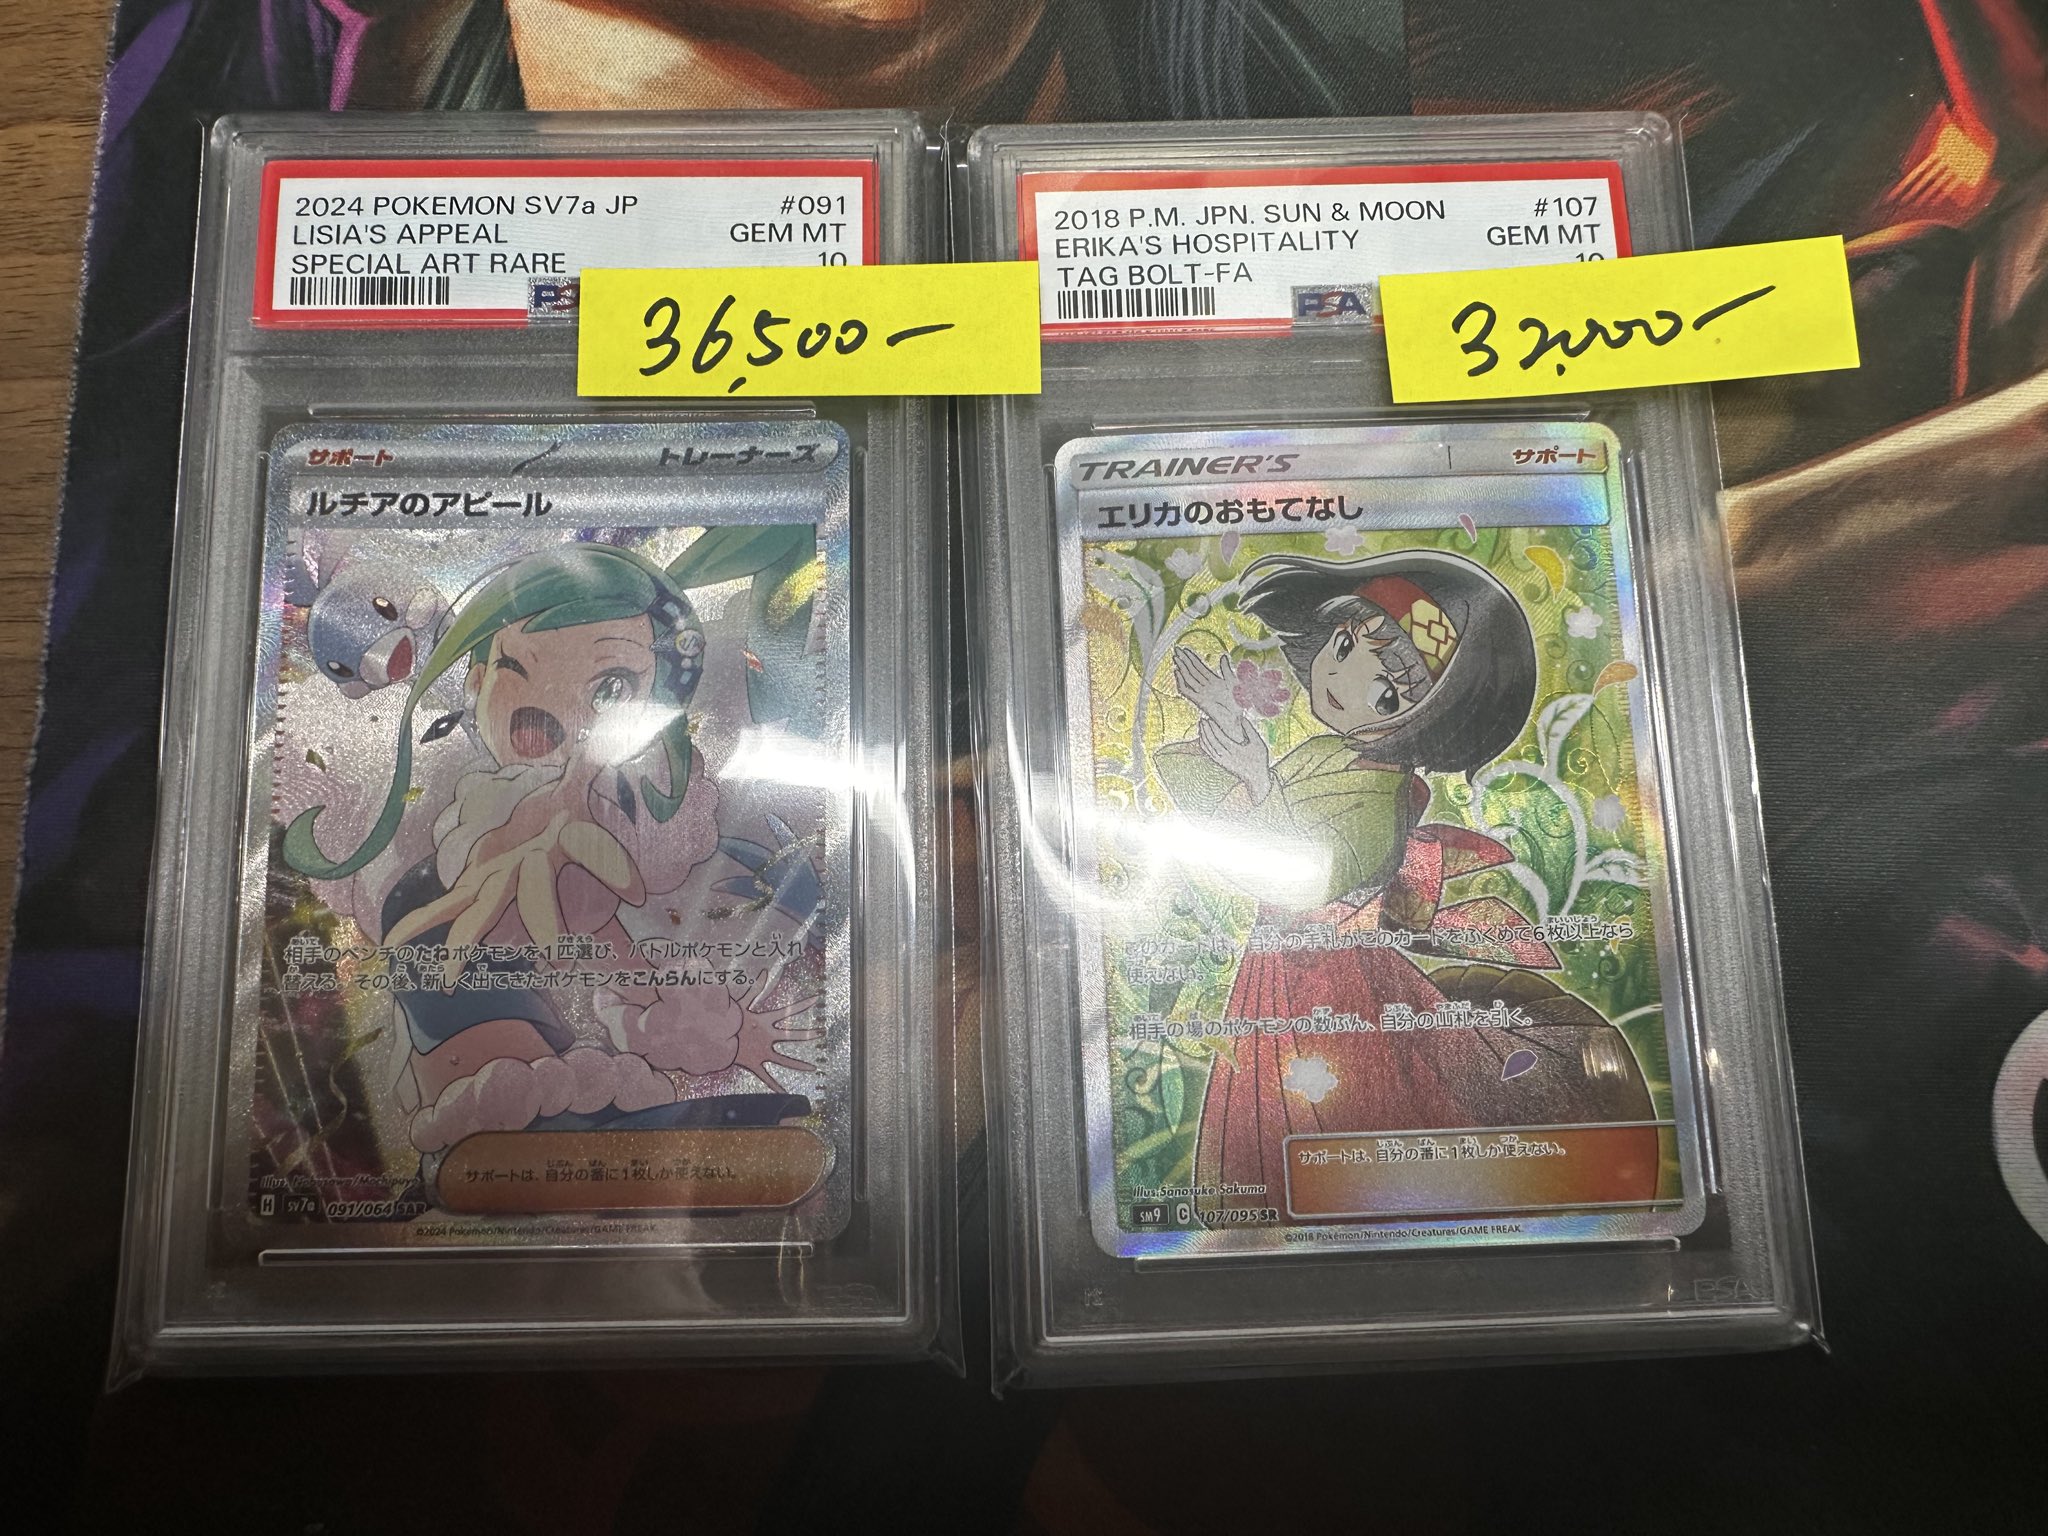 2024 POKEMON SV7a JP #091
LISIA'S APPEAL GEM MT
SPECIAL ART RARE 10
PSA
36,500-
サポート トレーナーズ
ルチアのアピール
相手のベンチのたねポケモンを1匹選び、バトルポケモンと入れ
替える。その後、新しく出てきたポケモンをこんらんにする。
サポートは、自分の番に1枚しか使えない。
H SV7a 091/064 SAR
©2024 Pokémon/Nintendo/Creatures/GAME FREAK.
2018 P.M. JPN. SUN & MOON #107
ERIKA'S HOSPITALITY GEM MT
TAG BOLT-FA 10
PSA
32,000-
TRAINER'S サポート
エリカのおもてなし
このカードは、自分の手札がこのカードをふくめて6枚以上なら
使えない。
相手の場のポケモンの数ぶん、自分の山札を引く。
サポートは、自分の番に1枚しか使えない。
Illus. Sanosuke Sakuma
SM9 C 107/095 SR
©2018 Pokémon/Nintendo/Creatures/GAME FREAK.
PSA